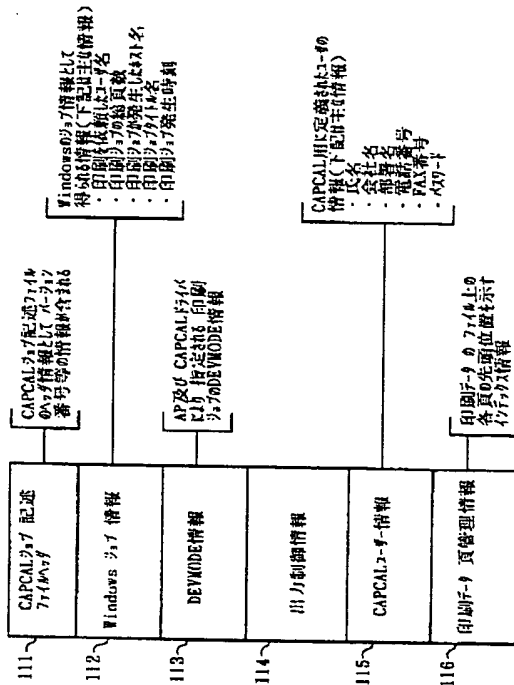 111
CAPCALジョブ 記述
ファイルヘッダ
CAPCALジョブ記述ファイル
のヘッダ情報として バージョン
番号等の情報が含まれる
112
Windows ジョブ 情報
Windowsのジョブ情報として
得られる情報(下記は主な情報)
・印刷を依頼したユーザ名
・印刷ジョブの総頁数
・印刷ジョブが発生したホスト名
・印刷ジョブタイトル名
・印刷ジョブ発生時刻
113
DEVMODE情報
AP及び CAPCALドライバ
により 指定される 印刷
ジョブのDEVMODE情報
114
出力制御情報
115
CAPCALユーザー情報
CAPCAL用に定義されたユーザの
情報(下記は主な情報)
・氏名
・会社名
・部署名
・電話番号
・FAX番号
・パスワード
116
印刷データ 頁管理情報
印刷データ の ファイル上の
各頁の先頭位置を示す
インデックス情報